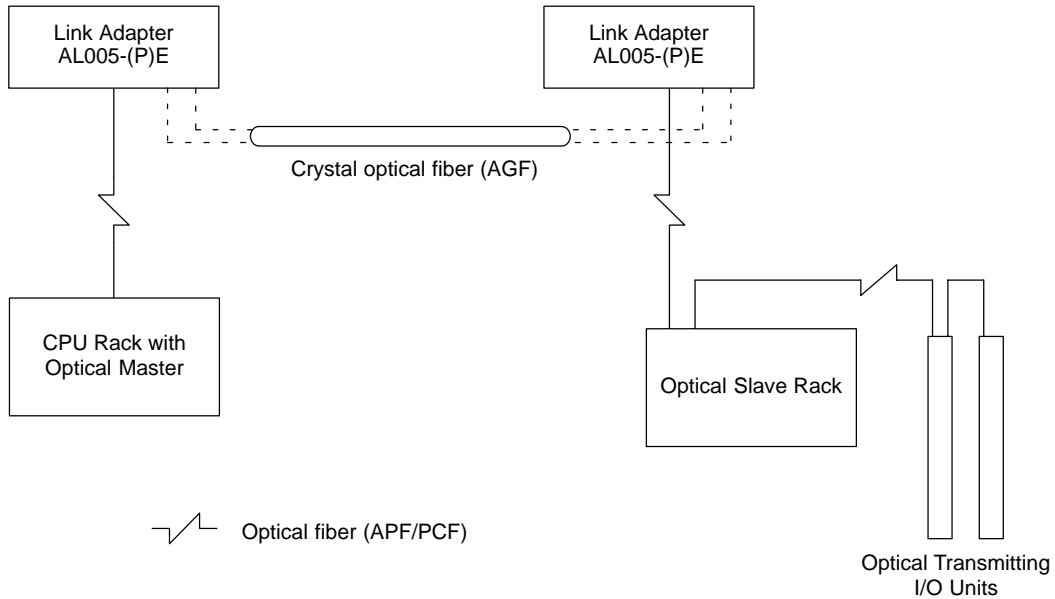 Link Adapter
AL005-(P)E
Link Adapter
AL005-(P)E
Crystal optical fiber (AGF)
CPU Rack with
Optical Master
Optical Slave Rack
Optical fiber (APF/PCF)
Optical Transmitting
I/O Units